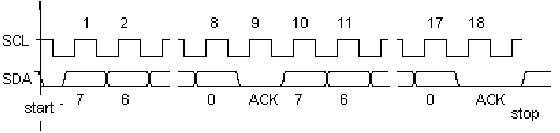 1 2 8 9 10 11 17 18
SCL
SDA
start - 7 6 0 ACK 7 6 0 ACK stop